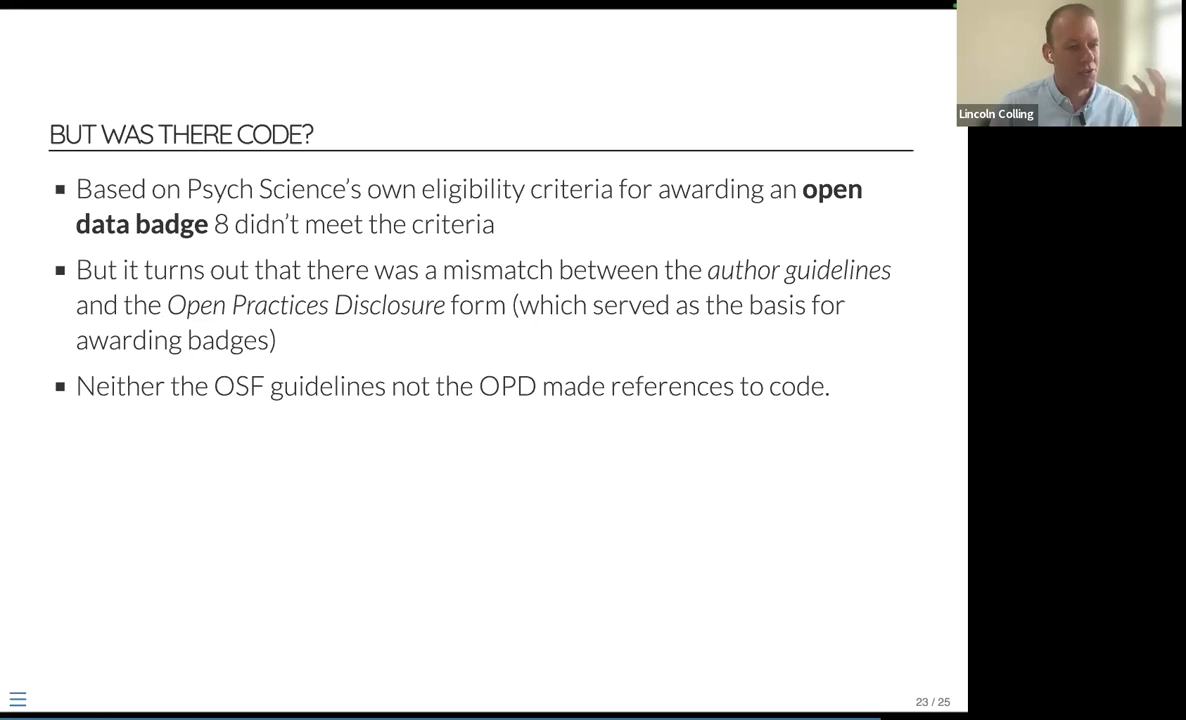 BUT WAS THERE CODE?
Based on Psych Science's own eligibility criteria for awarding an open
data badge 8 didn't meet the criteria
But it turns out that there was a mismatch between the author guidelines
and the Open Practices Disclosure form (which served as the basis for
awarding badges)
Neither the OSF guidelines not the OPD made references to code.
23 / 25
Lincoln Colling